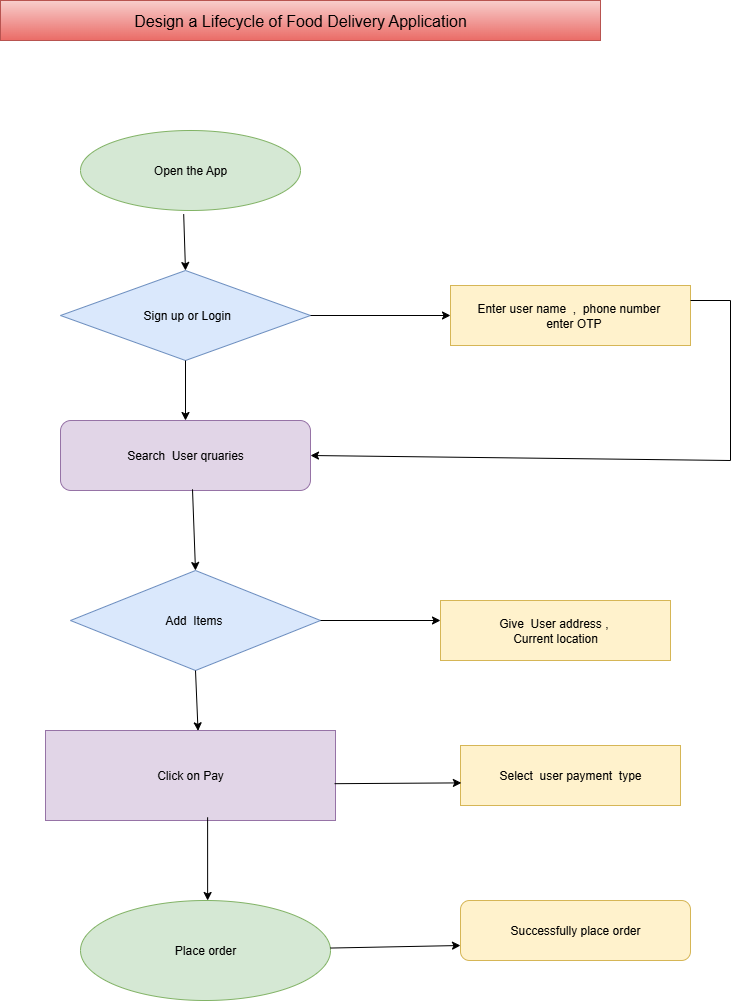 Design a Lifecycle of Food Delivery Application
Open the App
Sign up or Login
Enter user name , phone number
enter OTP
Search User qruaries
Add Items
Give User address ,
Current location
Click on Pay
Select user payment type
Place order
Successfully place order